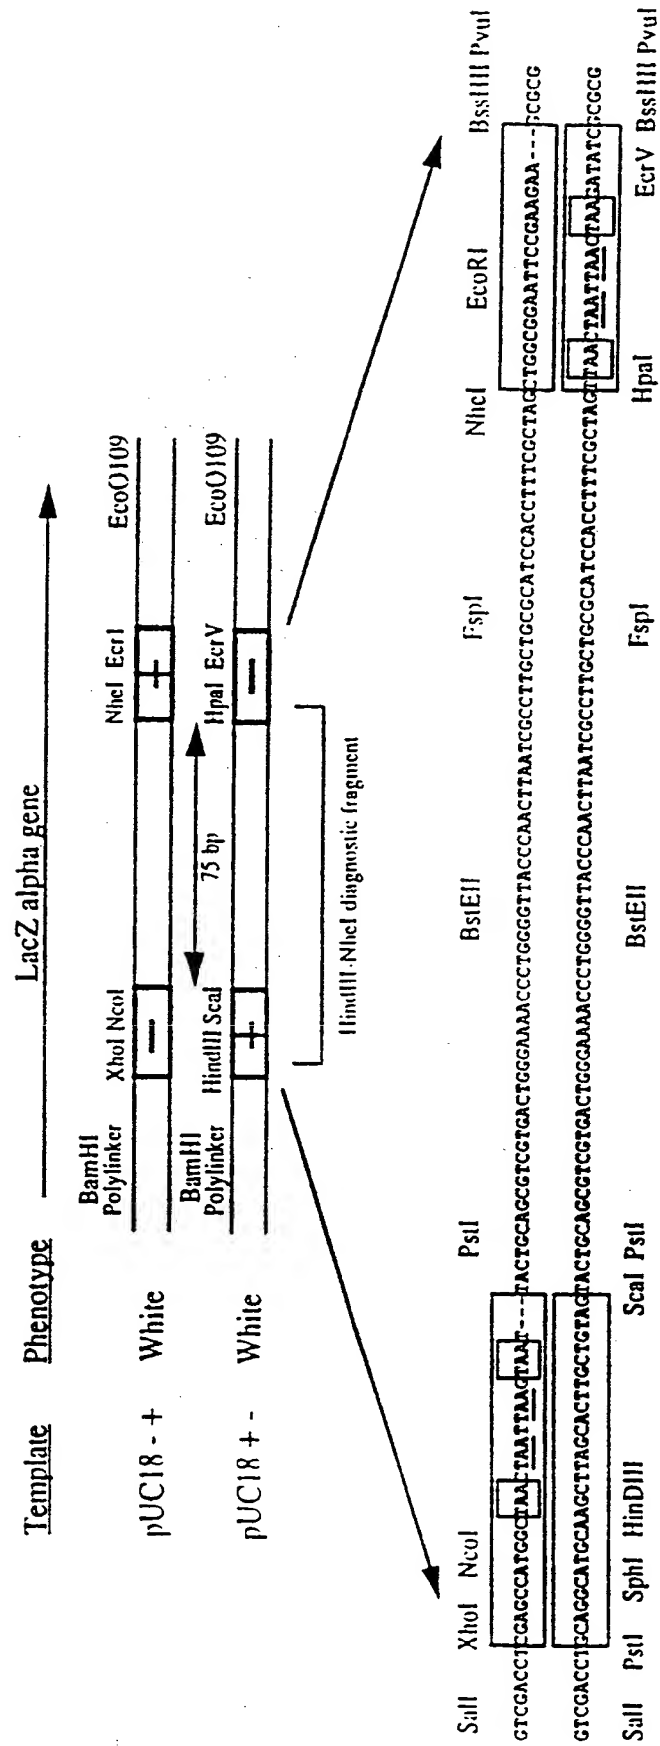 LacZ alpha gene
Template Phenotype
BamHI
Polylinker
XhoI NcoI NheI EcrI EcoO109
pUC18 - + White
— +
75 bp
BamHI
Polylinker
HindIII ScaI HpaI EcrV EcoO109
pUC18 + - White
+ —
HindIII-NheI diagnostic fragment
SalI XhoI NcoI PstI BstEII FspI NheI EcoRI BssHII PvuI
GTCGACCTCGAGCCATGGCTAACTAATTAAGTAAT---TACTGCAGCGTCGTGACTGGGAAAACCCTGGGGTTACCCAACTTAATCGCCTTGCTGCGCATCCACCTTTCGCTAGCTGGCGGAATTCCGAAGAA---GCGCG
GTCGACCTGCAGGCATGCAAGCTTAGCACTTGCTGTAGTACTGCAGCGTCGTGACTGGGAAAACCCTGGGGTTACCCAACTTAATCGCCTTGCTGCGCATCCACCTTTCGCTAGTTAACTAATTAACTAAGATATCGCGCG
SalI PstI SphI HinDIII ScaI PstI BstEII FspI HpaI EcrV BssHII PvuI